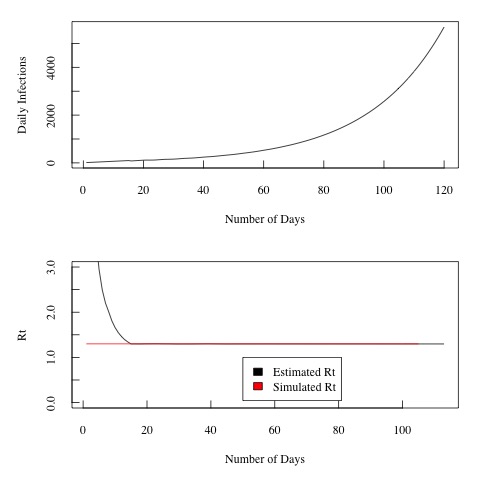 Daily Infections
4000
2000
0
0 20 40 60 80 100 120
Number of Days
Rt
3.0
2.0
1.0
0.0
Estimated Rt
Simulated Rt
0 20 40 60 80 100
Number of Days